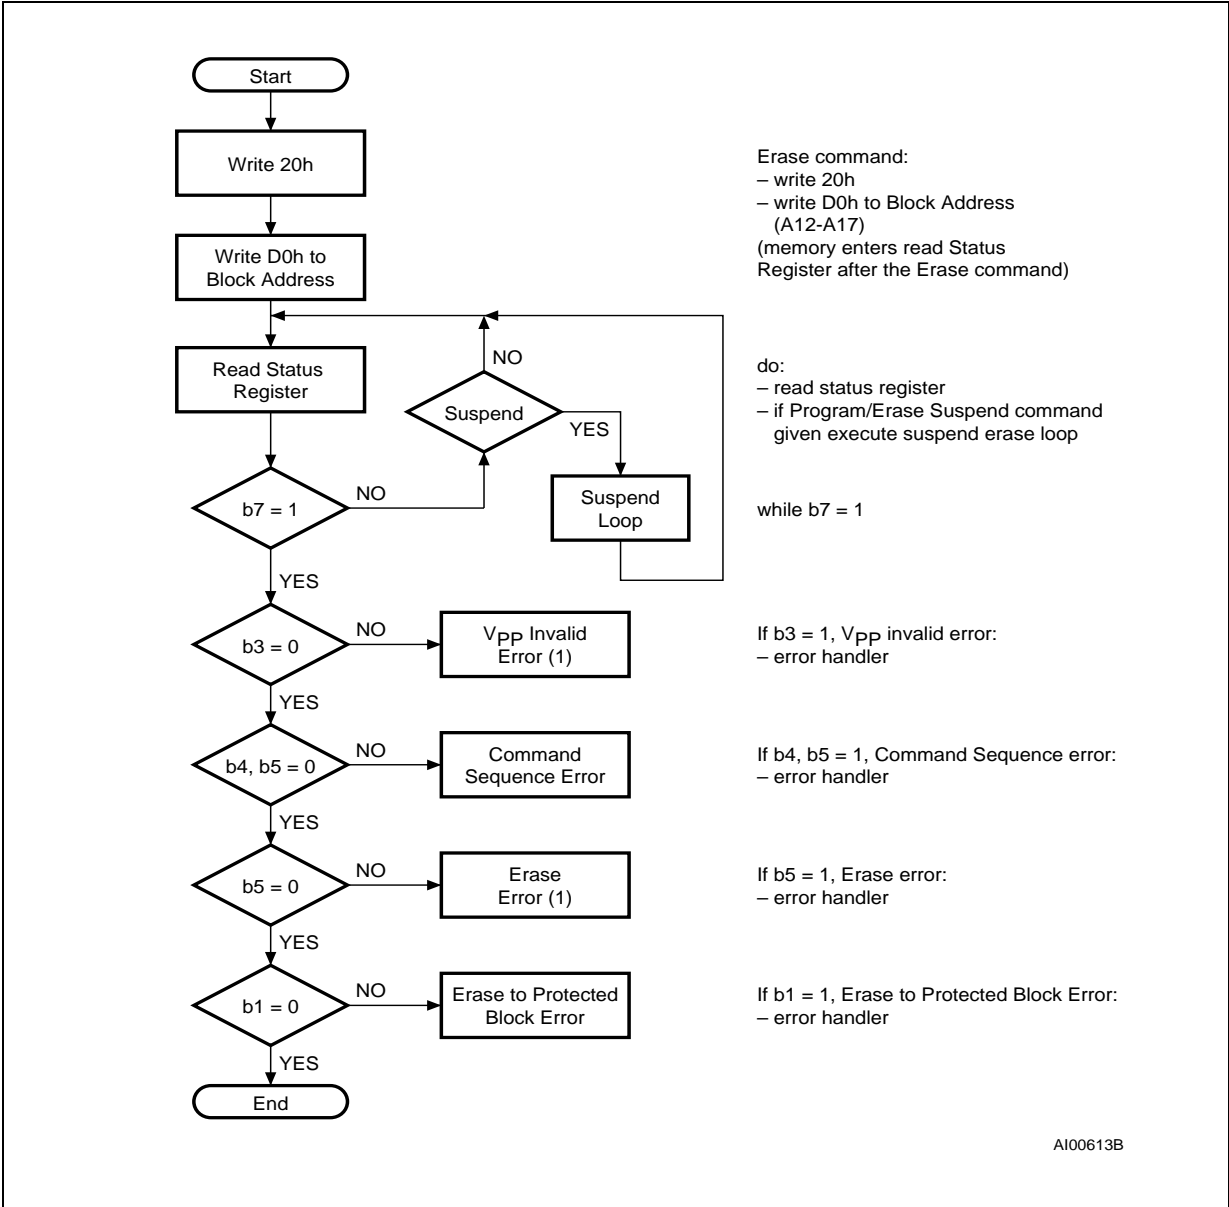 Start
Write 20h
Erase command:
– write 20h
– write D0h to Block Address
(A12-A17)
(memory enters read Status
Register after the Erase command)
Write D0h to
Block Address
Read Status
Register
NO
Suspend
YES
do:
– read status register
– if Program/Erase Suspend command
given execute suspend erase loop
b7 = 1
NO
Suspend
Loop
while b7 = 1
YES
b3 = 0
NO
VPP Invalid
Error (1)
If b3 = 1, VPP invalid error:
– error handler
YES
b4, b5 = 0
NO
Command
Sequence Error
If b4, b5 = 1, Command Sequence error:
– error handler
YES
b5 = 0
NO
Erase
Error (1)
If b5 = 1, Erase error:
– error handler
YES
b1 = 0
NO
Erase to Protected
Block Error
If b1 = 1, Erase to Protected Block Error:
– error handler
YES
End
AI00613B